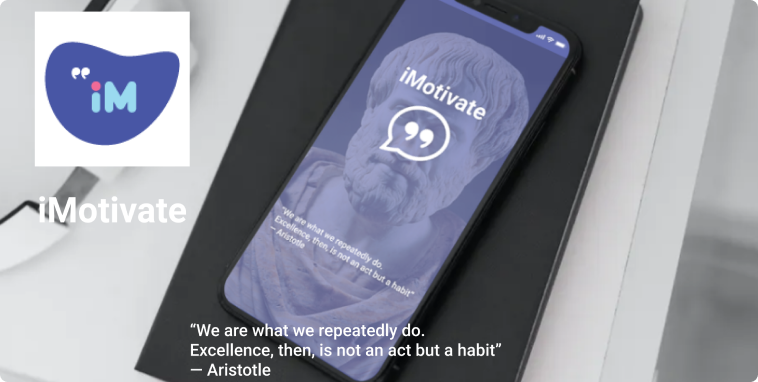 iM
iMotivate
iMotivate
“We are what we repeatedly do.
Excellence, then, is not an act but a habit”
— Aristotle
“We are what we repeatedly do.
Excellence, then, is not an act but a habit”
— Aristotle